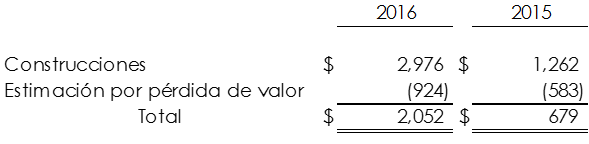 2016 2015
Construcciones $ 2,976 $ 1,262
Estimación por pérdida de valor (924) (583)
Total $ 2,052 $ 679